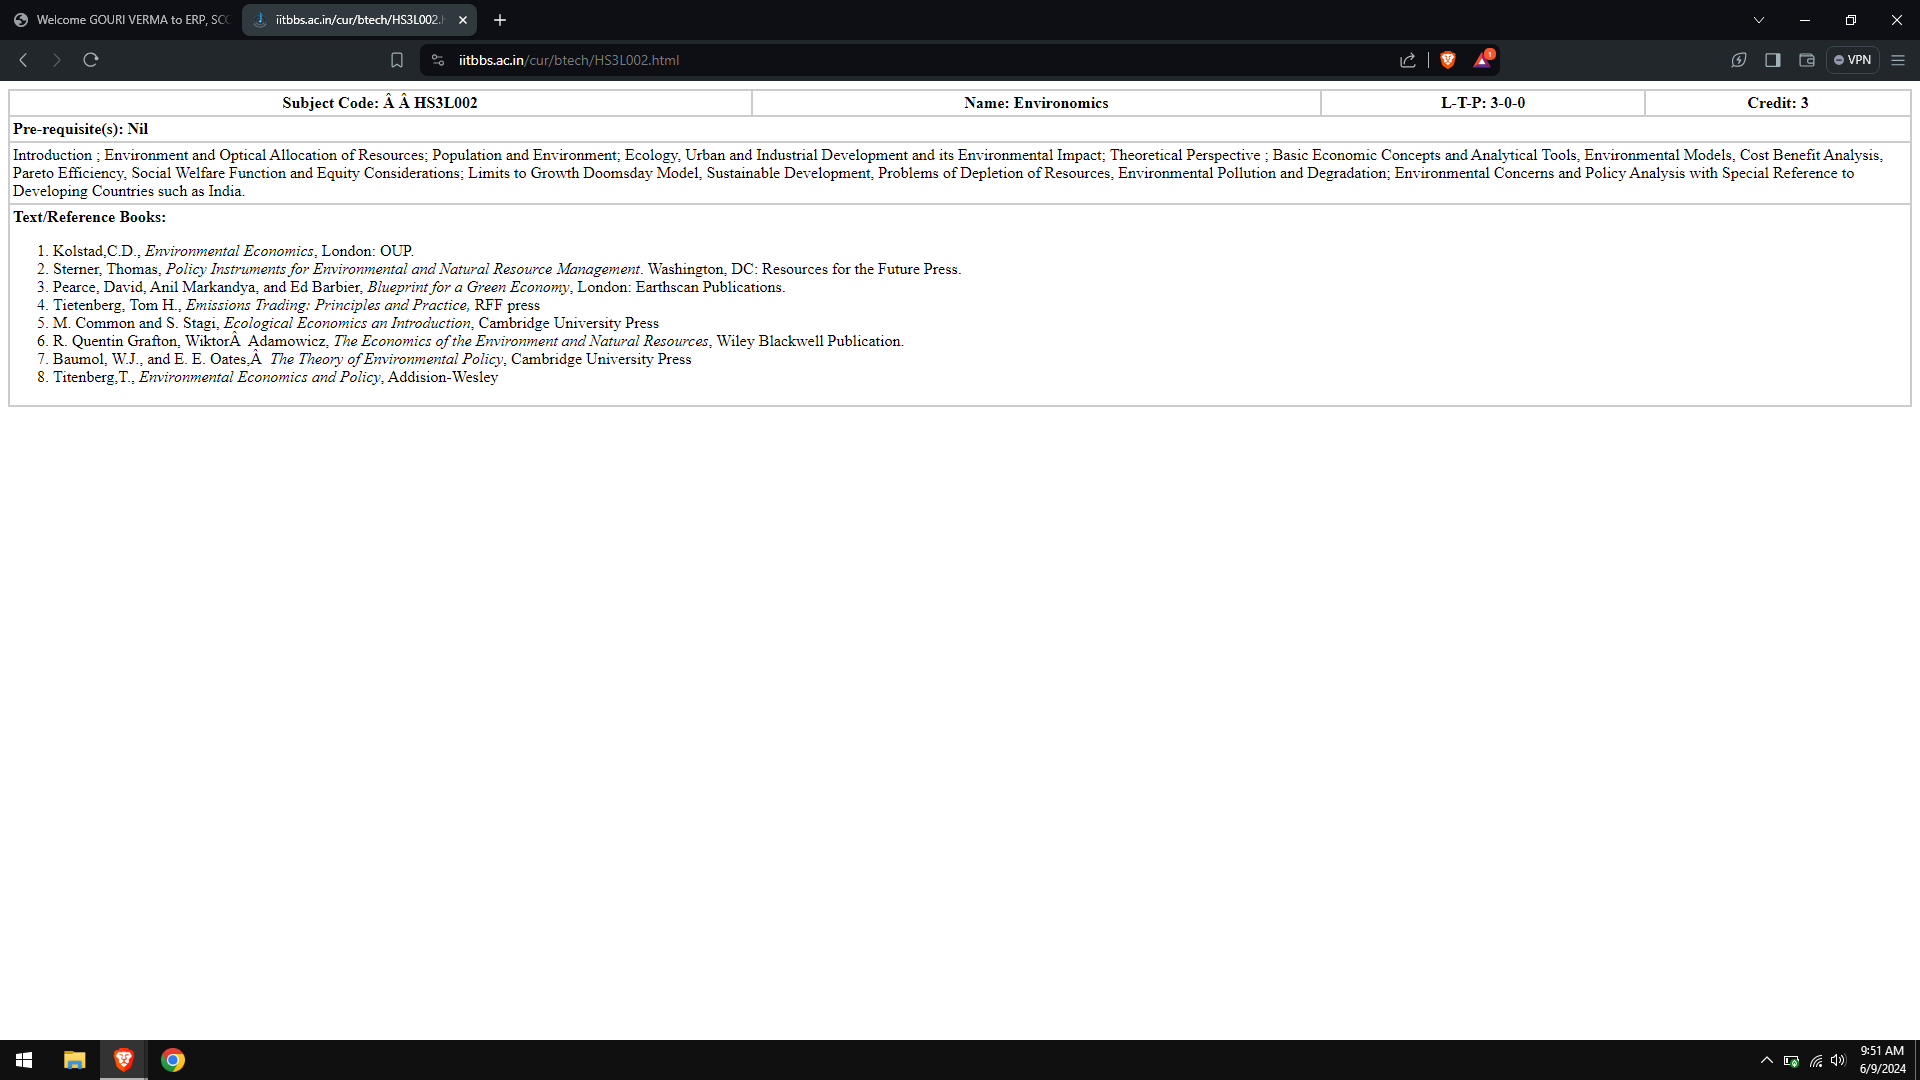 Welcome GOURI VERMA to ERP, SCO
iitbbs.ac.in/cur/btech/HS3L002.h
iitbbs.ac.in/cur/btech/HS3L002.html
1
VPN
Subject Code: Â Â HS3L002 Name: Environomics L-T-P: 3-0-0 Credit: 3
Pre-requisite(s): Nil
Introduction ; Environment and Optical Allocation of Resources; Population and Environment; Ecology, Urban and Industrial Development and its Environmental Impact; Theoretical Perspective ; Basic Economic Concepts and Analytical Tools, Environmental Models, Cost Benefit Analysis,
Pareto Efficiency, Social Welfare Function and Equity Considerations; Limits to Growth Doomsday Model, Sustainable Development, Problems of Depletion of Resources, Environmental Pollution and Degradation; Environmental Concerns and Policy Analysis with Special Reference to
Developing Countries such as India.
Text/Reference Books:
1. Kolstad,C.D., Environmental Economics, London: OUP.
2. Sterner, Thomas, Policy Instruments for Environmental and Natural Resource Management. Washington, DC: Resources for the Future Press.
3. Pearce, David, Anil Markandya, and Ed Barbier, Blueprint for a Green Economy, London: Earthscan Publications.
4. Tietenberg, Tom H., Emissions Trading: Principles and Practice, RFF press
5. M. Common and S. Stagi, Ecological Economics an Introduction, Cambridge University Press
6. R. Quentin Grafton, WiktorÂ  Adamowicz, The Economics of the Environment and Natural Resources, Wiley Blackwell Publication.
7. Baumol, W.J., and E. E. Oates,Â  The Theory of Environmental Policy, Cambridge University Press
8. Titenberg,T., Environmental Economics and Policy, Addision-Wesley
9:51 AM
6/9/2024